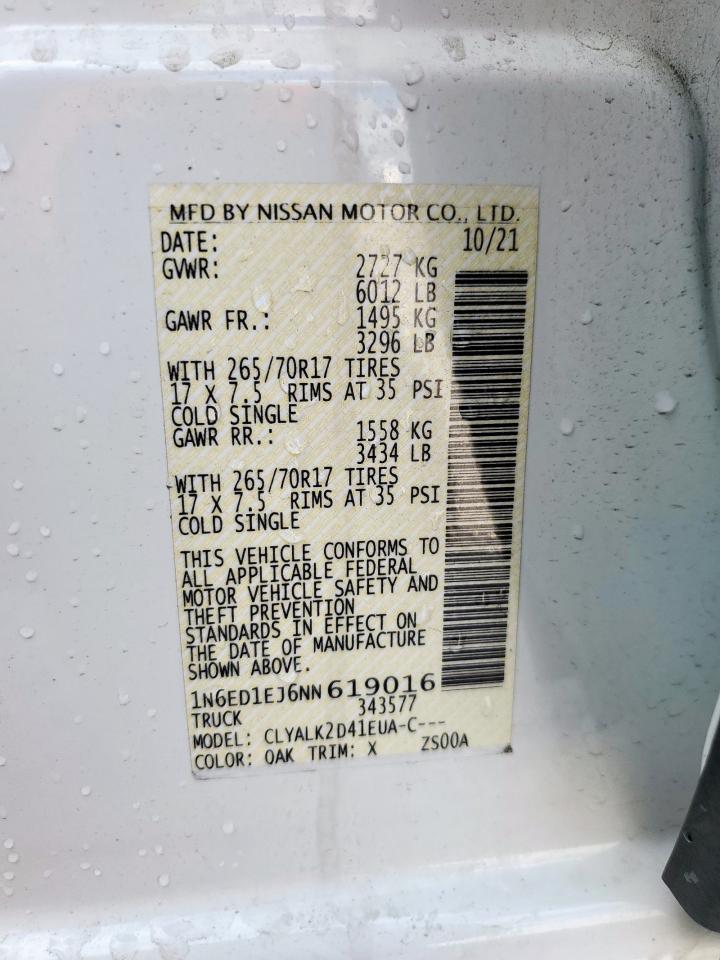 MFD BY NISSAN MOTOR CO., LTD.
DATE: 10/21
GVWR: 2727 KG
6012 LB
GAWR FR.: 1495 KG
3296 LB
WITH 265/70R17 TIRES
17 X 7.5 RIMS AT 35 PSI
COLD SINGLE
GAWR RR.: 1558 KG
3434 LB
WITH 265/70R17 TIRES
17 X 7.5 RIMS AT 35 PSI
COLD SINGLE
THIS VEHICLE CONFORMS TO
ALL APPLICABLE FEDERAL
MOTOR VEHICLE SAFETY AND
THEFT PREVENTION
STANDARDS IN EFFECT ON
THE DATE OF MANUFACTURE
SHOWN ABOVE.
1N6ED1EJ6NN619016
TRUCK 343577
MODEL: CLYALK2D41EUA-C---
COLOR: OAK TRIM: X ZS00A